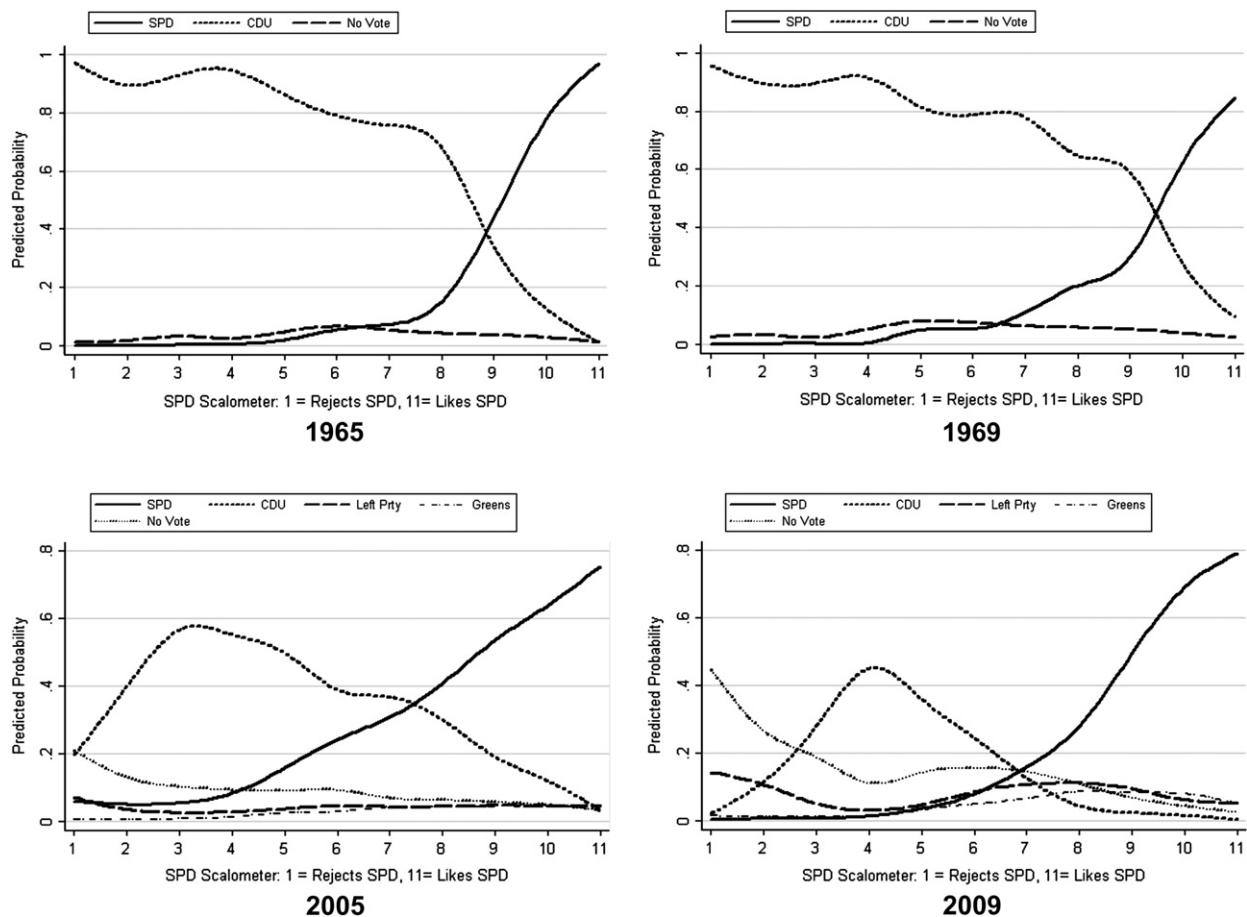 SPD CDU No Vote
Predicted Probability
1
.8
.6
.4
.2
0
1 2 3 4 5 6 7 8 9 10 11
SPD Scalometer: 1 = Rejects SPD, 11= Likes SPD
1965
SPD CDU No Vote
Predicted Probability
1
.8
.6
.4
.2
0
1 2 3 4 5 6 7 8 9 10 11
SPD Scalometer: 1 = Rejects SPD, 11= Likes SPD
1969
SPD CDU Left Prty Greens
No Vote
Predicted Probability
.8
.6
.4
.2
0
1 2 3 4 5 6 7 8 9 10 11
SPD Scalometer: 1 = Rejects SPD, 11= Likes SPD
2005
SPD CDU Left Prty Greens
No Vote
Predicted Probability
.8
.6
.4
.2
0
1 2 3 4 5 6 7 8 9 10 11
SPD Scalometer: 1 = Rejects SPD, 11= Likes SPD
2009